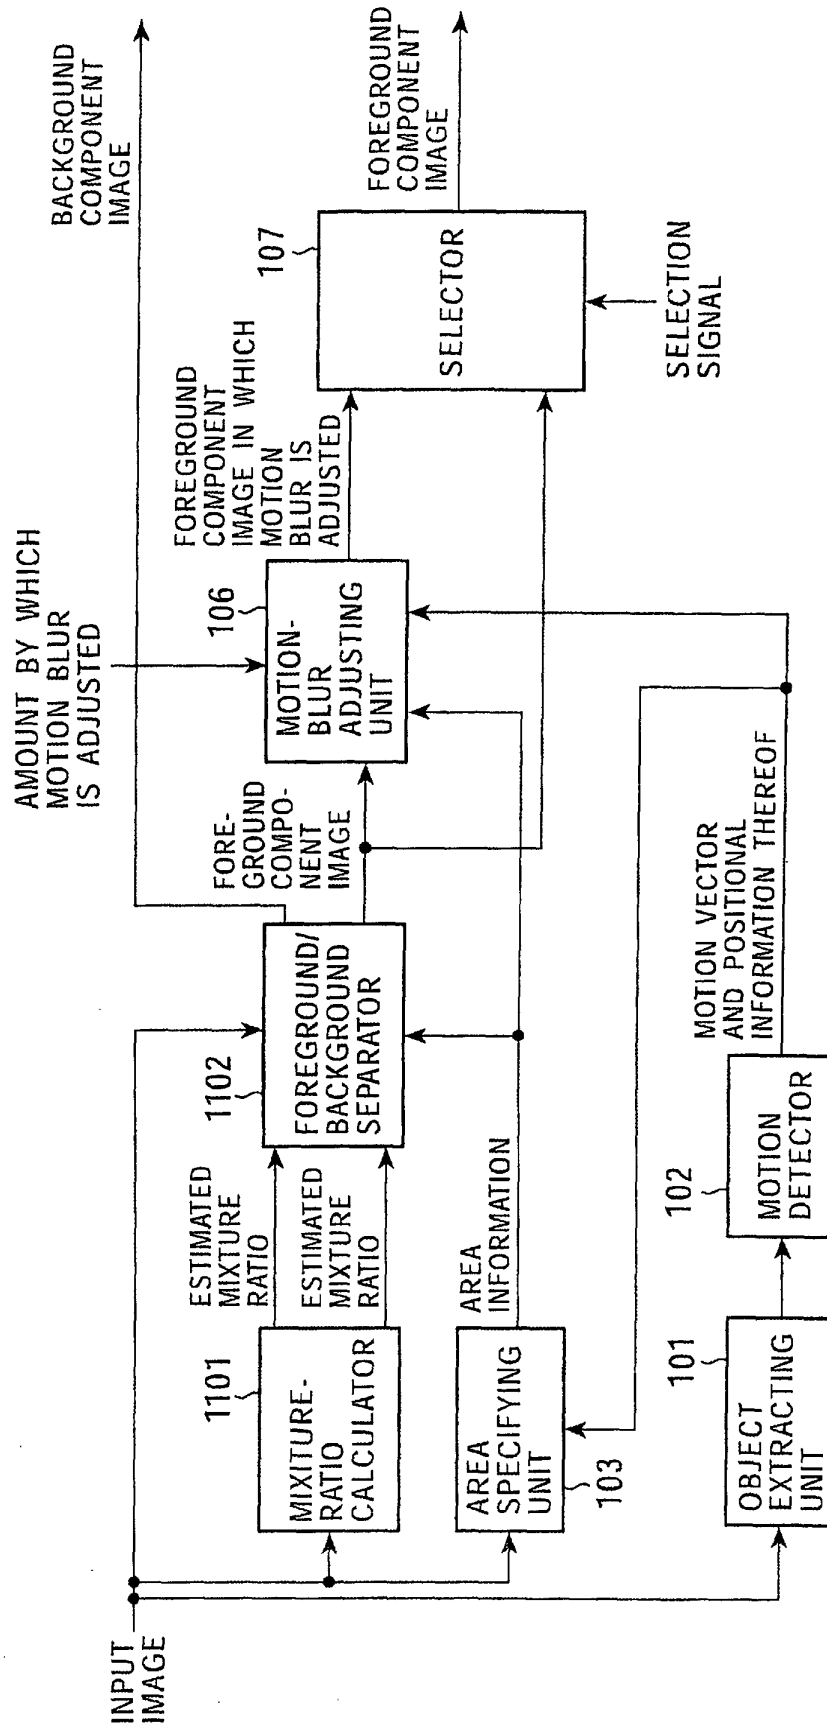 INPUT
IMAGE
1101
MIXITURE-
RATIO
CALCULATOR
ESTIMATED
MIXTURE
RATIO
ESTIMATED
MIXTURE
RATIO
1102
FOREGROUND/
BACKGROUND
SEPARATOR
FORE-
GROUND
COMPO-
NENT
IMAGE
AMOUNT BY WHICH
MOTION BLUR
IS ADJUSTED
106
MOTION-
BLUR
ADJUSTING
UNIT
FOREGROUND
COMPONENT
IMAGE IN WHICH
MOTION
BLUR IS
ADJUSTED
107
SELECTOR
BACKGROUND
COMPONENT
IMAGE
FOREGROUND
COMPONENT
IMAGE
SELECTION
SIGNAL
AREA
SPECIFYING
UNIT
103
AREA
INFORMATION
101
OBJECT
EXTRACTING
UNIT
102
MOTION
DETECTOR
MOTION VECTOR
AND POSITIONAL
INFORMATION THEREOF